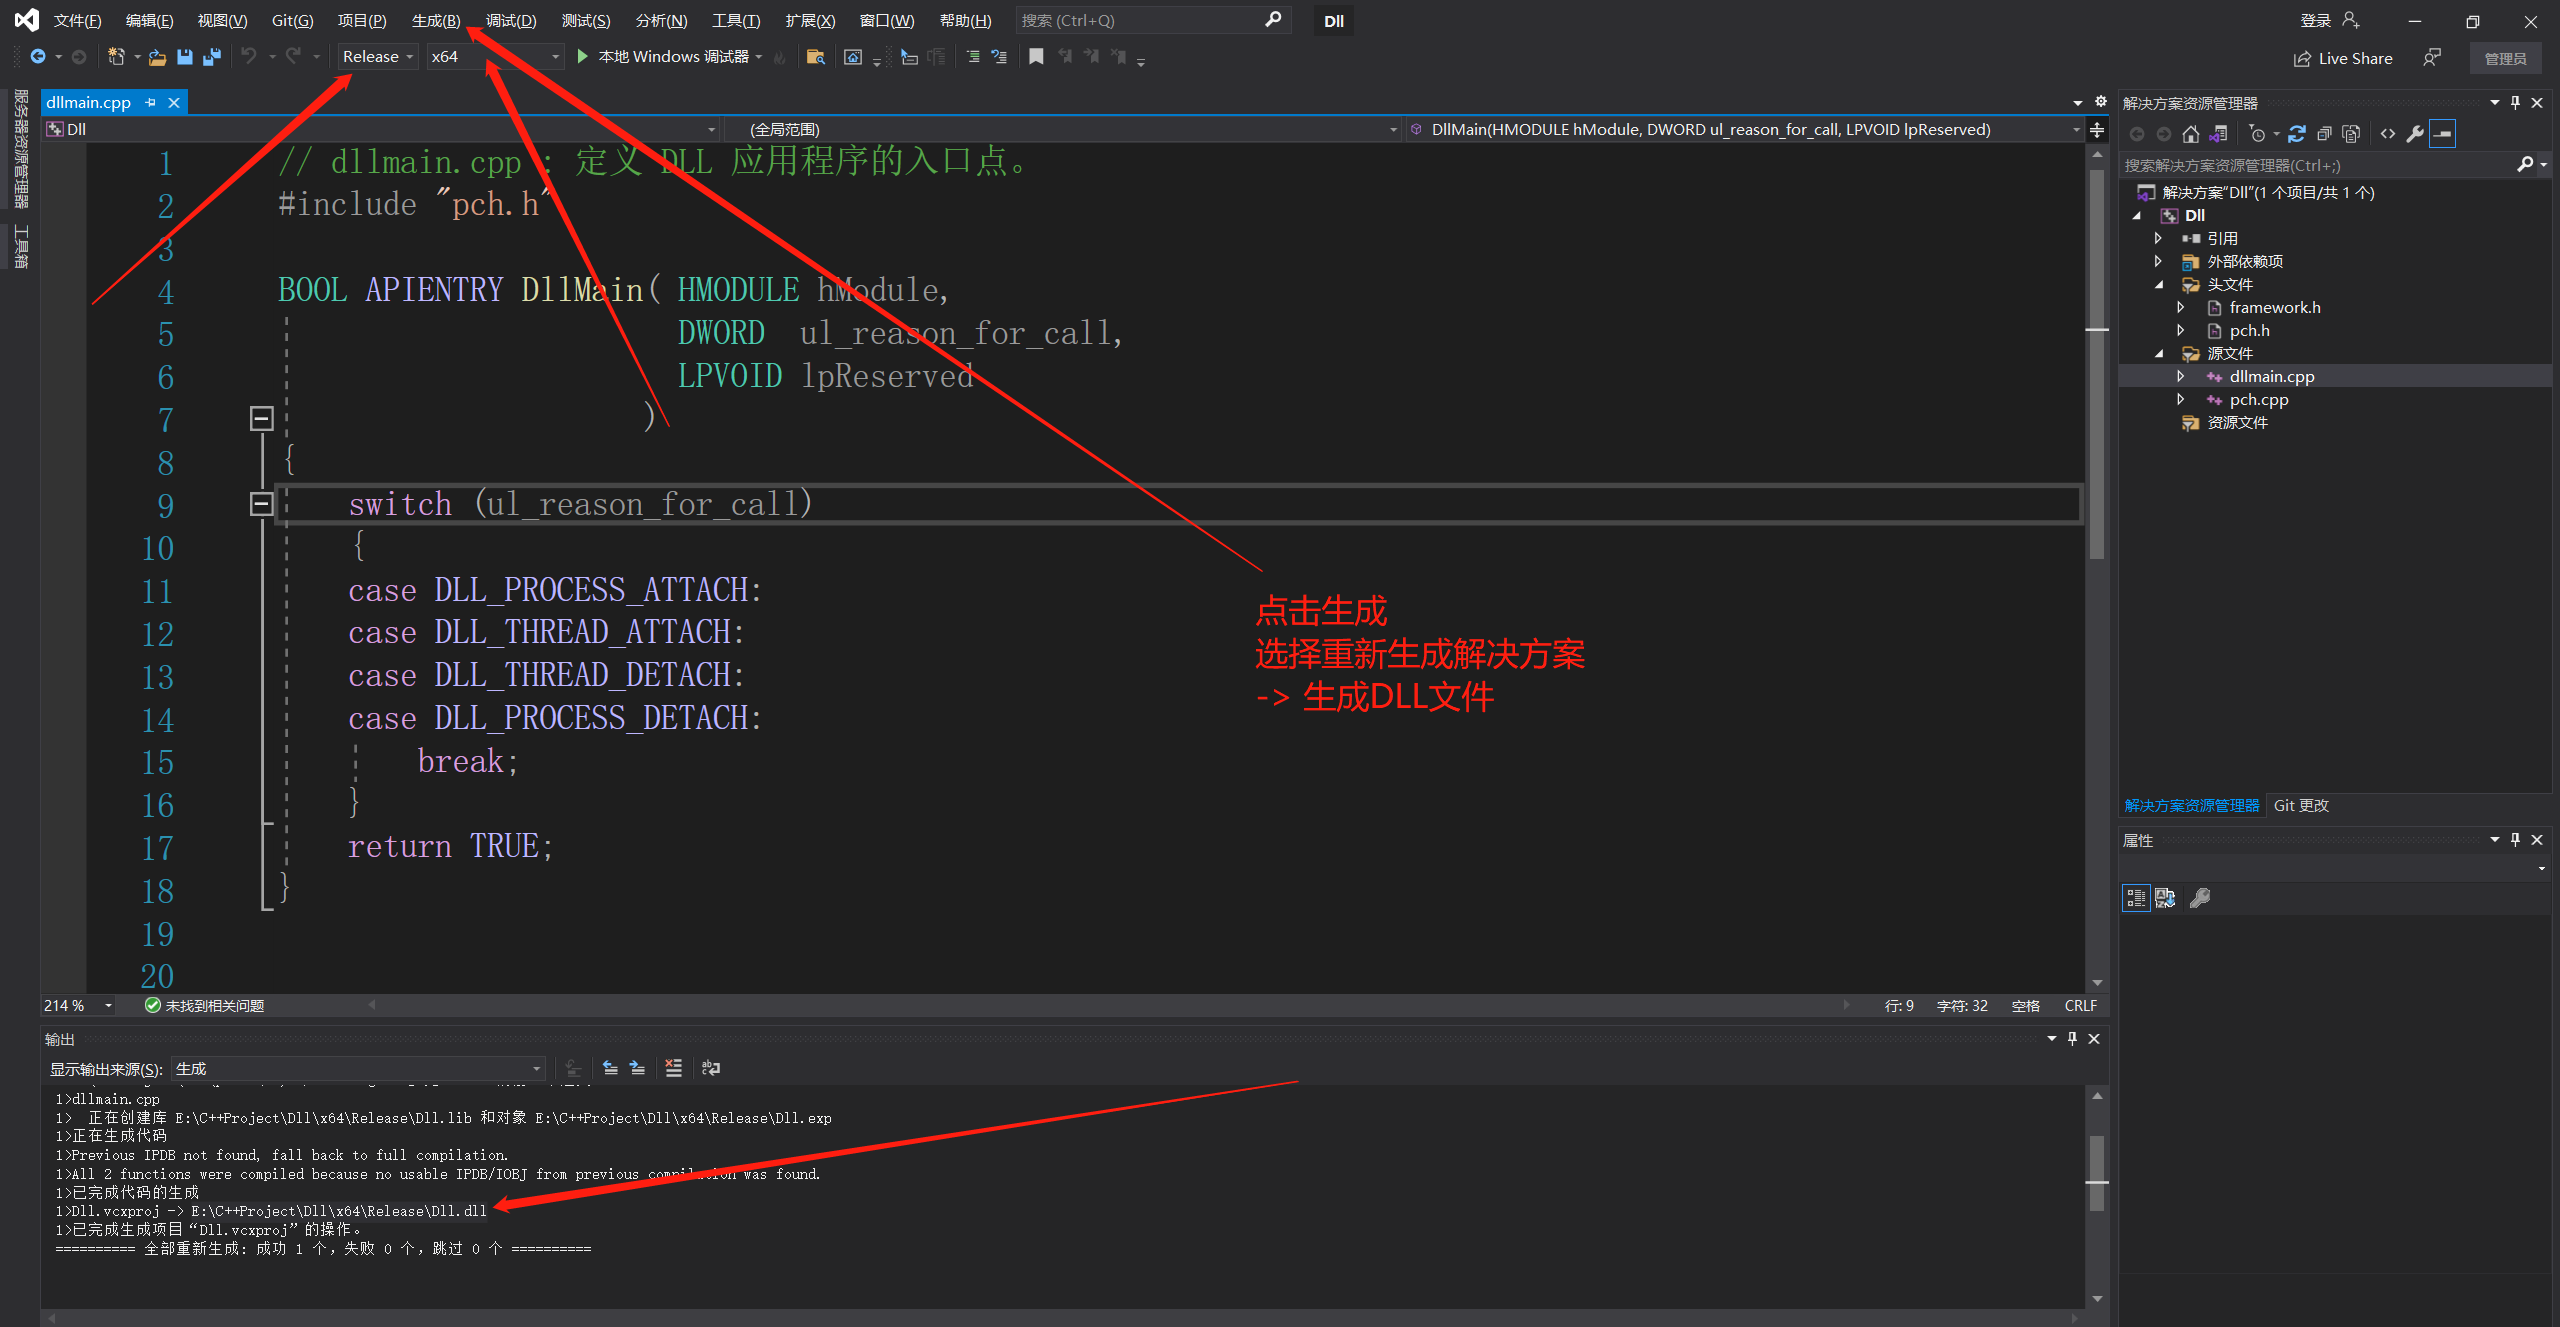 文件(F) 编辑(E) 视图(V) Git(G) 项目(P) 生成(B) 调试(D) 测试(S) 分析(N) 工具(T) 扩展(X) 窗口(W) 帮助(H) 搜索 (Ctrl+Q) Dll 登录
Release x64 本地 Windows 调试器 Live Share 管理员
服务器资源管理器
工具箱
dllmain.cpp
Dll (全局范围) DllMain(HMODULE hModule, DWORD ul_reason_for_call, LPVOID lpReserved)
1 // dllmain.cpp : 定义 DLL 应用程序的入口点。
2 #include "pch.h"
3
4 BOOL APIENTRY DllMain( HMODULE hModule,
5 DWORD ul_reason_for_call,
6 LPVOID lpReserved
7 )
8 {
9 switch (ul_reason_for_call)
10 {
11 case DLL_PROCESS_ATTACH:
12 case DLL_THREAD_ATTACH:
13 case DLL_THREAD_DETACH:
14 case DLL_PROCESS_DETACH:
15 break;
16 }
17 return TRUE;
18 }
19
20
点击生成
选择重新生成解决方案
-> 生成DLL文件
214 % 未找到相关问题 行: 9 字符: 32 空格 CRLF
输出
显示输出来源(S): 生成
1>dllmain.cpp
1> 正在创建库 E:\C++Project\Dll\x64\Release\Dll.lib 和对象 E:\C++Project\Dll\x64\Release\Dll.exp
1>正在生成代码
1>Previous IPDB not found, fall back to full compilation.
1>All 2 functions were compiled because no usable IPDB/IOBJ from previous compilation was found.
1>已完成代码的生成
1>Dll.vcxproj -> E:\C++Project\Dll\x64\Release\Dll.dll
1>已完成生成项目“Dll.vcxproj”的操作。
========== 全部重新生成: 成功 1 个，失败 0 个，跳过 0 个 ==========
解决方案资源管理器
搜索解决方案资源管理器(Ctrl+;)
解决方案"Dll"(1 个项目/共 1 个)
Dll
引用
外部依赖项
头文件
framework.h
pch.h
源文件
dllmain.cpp
pch.cpp
资源文件
解决方案资源管理器 Git 更改
属性